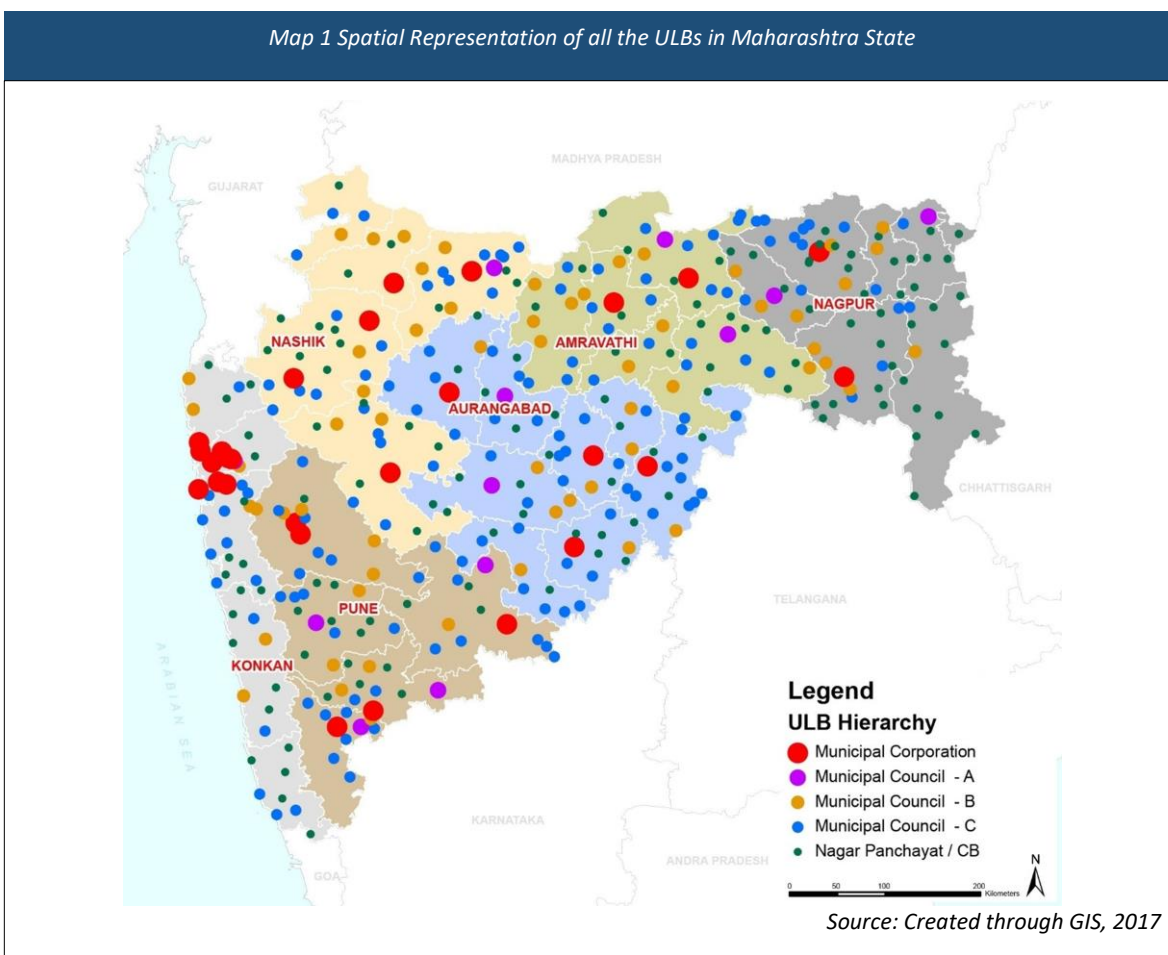 Map 1 Spatial Representation of all the ULBs in Maharashtra State
MADHYA PRADESH
GUJARAT
NAGPUR
NASHIK
AMRAVATHI
AURANGABAD
CHHATTISGARH
TELANGANA
PUNE
KONKAN
ARABIAN SEA
Legend
ULB Hierarchy
Municipal Corporation
Municipal Council - A
Municipal Council - B
Municipal Council - C
Nagar Panchayat / CB
KARNATAKA
ANDRA PRADESH
GOA
N
0 50 100 200
Kilometers
Source: Created through GIS, 2017